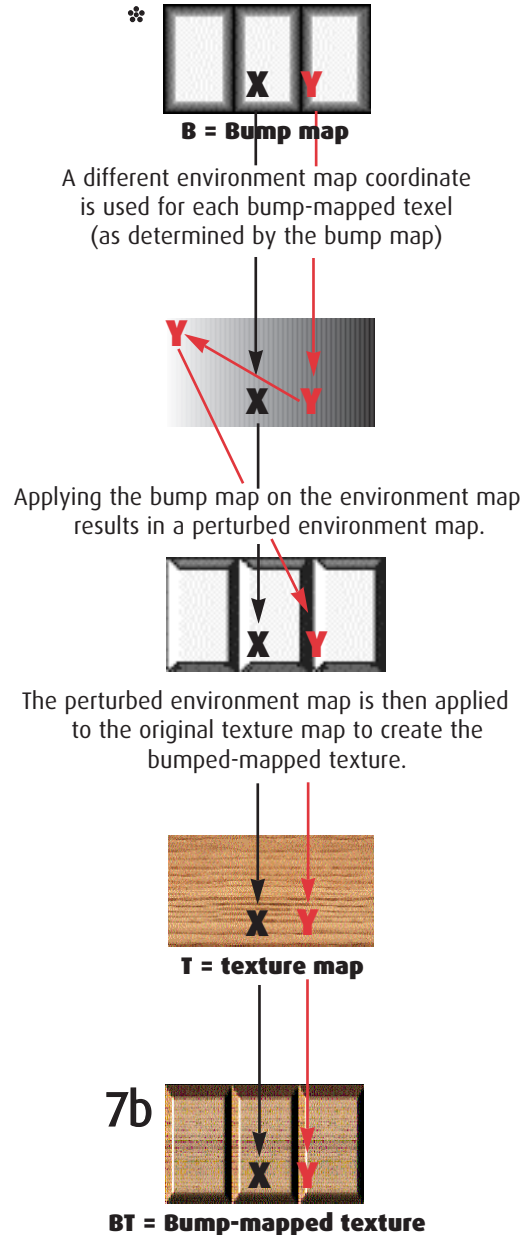 *
X Y
B = Bump map
A different environment map coordinate
is used for each bump-mapped texel
(as determined by the bump map)
Y
X Y
Applying the bump map on the environment map
results in a perturbed environment map.
X Y
The perturbed environment map is then applied
to the original texture map to create the
bumped-mapped texture.
X Y
T = texture map
7b
X Y
BT = Bump-mapped texture